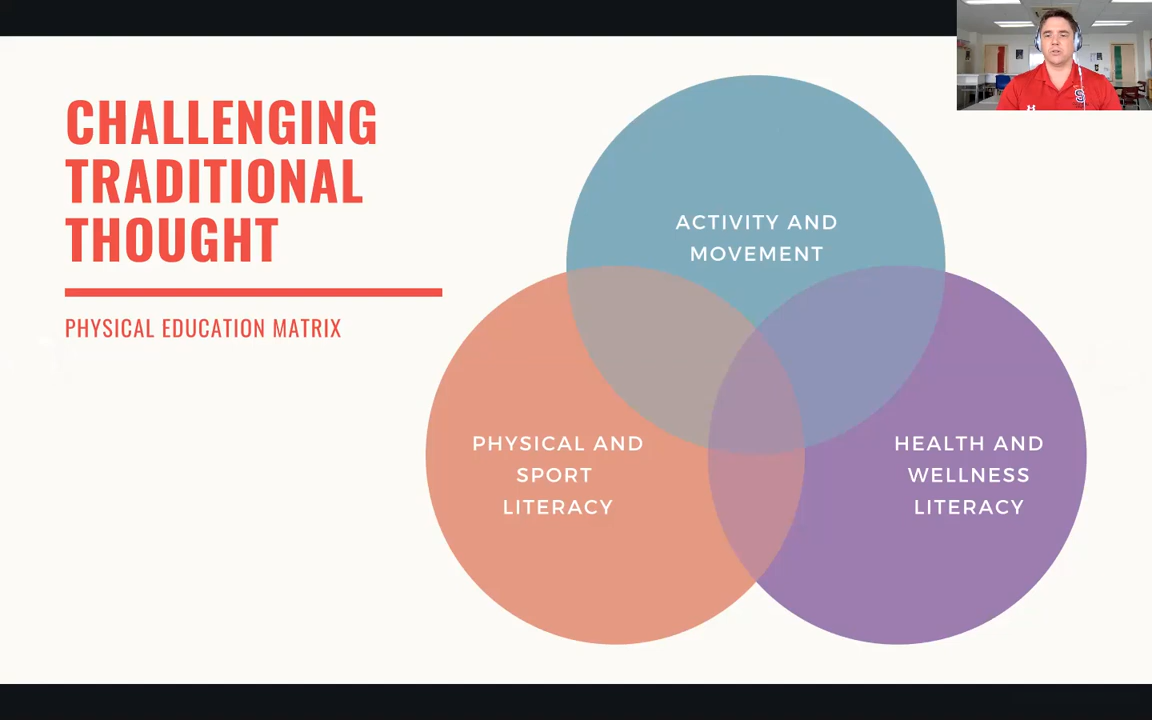 CHALLENGING
TRADITIONAL
THOUGHT
PHYSICAL EDUCATION MATRIX
ACTIVITY AND
MOVEMENT
PHYSICAL AND
SPORT
LITERACY
HEALTH AND
WELLNESS
LITERACY